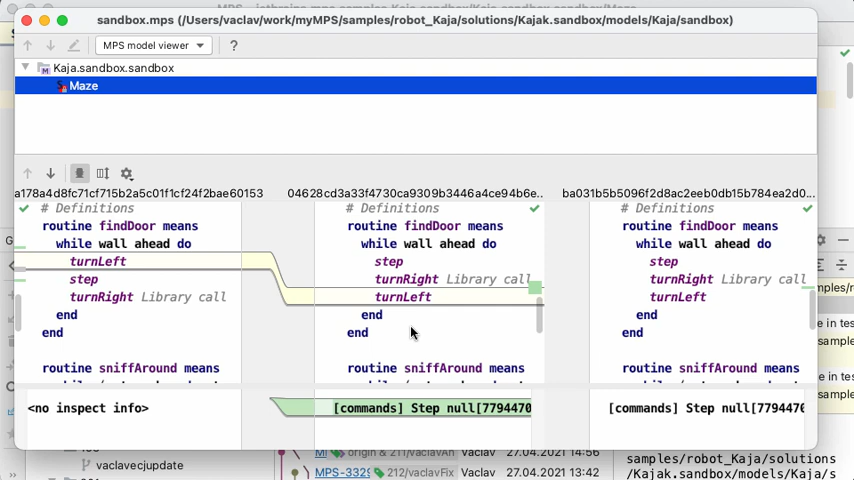 sandbox.mps (/Users/vaclav/work/myMPS/samples/robot_Kaja/solutions/Kajak.sandbox/models/Kaja/sandbox)
MPS model viewer
?
Kaja.sandbox.sandbox
Maze
a178a4d8fc71cf715b2a5c01f1cf24f2bae60153
04628cd3a33f4730ca9309b3446a4ce94b6e..
ba031b5b5096f2d8ac2eeb0db15b784ea2d0...
# Definitions
routine findDoor means
while wall ahead do
turnLeft
step
turnRight Library call
end
end
routine sniffAround means
# Definitions
routine findDoor means
while wall ahead do
step
turnRight Library call
turnLeft
end
end
routine sniffAround means
# Definitions
routine findDoor means
while wall ahead do
step
turnRight Library call
turnLeft
end
end
routine sniffAround means
<no inspect info>
[commands] Step null[7794470
[commands] Step null[7794470
vaclavecjupdate
origin & 211/vaclavAn Vaclav 27.04.2021 14:56
MPS-3329 212/vaclavFix Vaclav 27.04.2021 13:42
samples/robot_Kaja/solutions
/Kajak.sandbox/models/Kaja/s